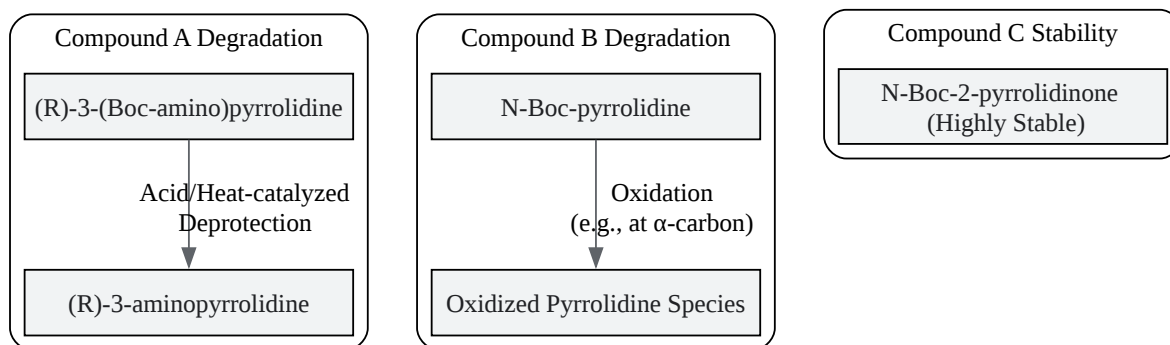 Compound A Degradation
(R)-3-(Boc-amino)pyrrolidine
Acid/Heat-catalyzed
Deprotection
(R)-3-aminopyrrolidine
Compound B Degradation
N-Boc-pyrrolidine
Oxidation
(e.g., at α-carbon)
Oxidized Pyrrolidine Species
Compound C Stability
N-Boc-2-pyrrolidinone
(Highly Stable)